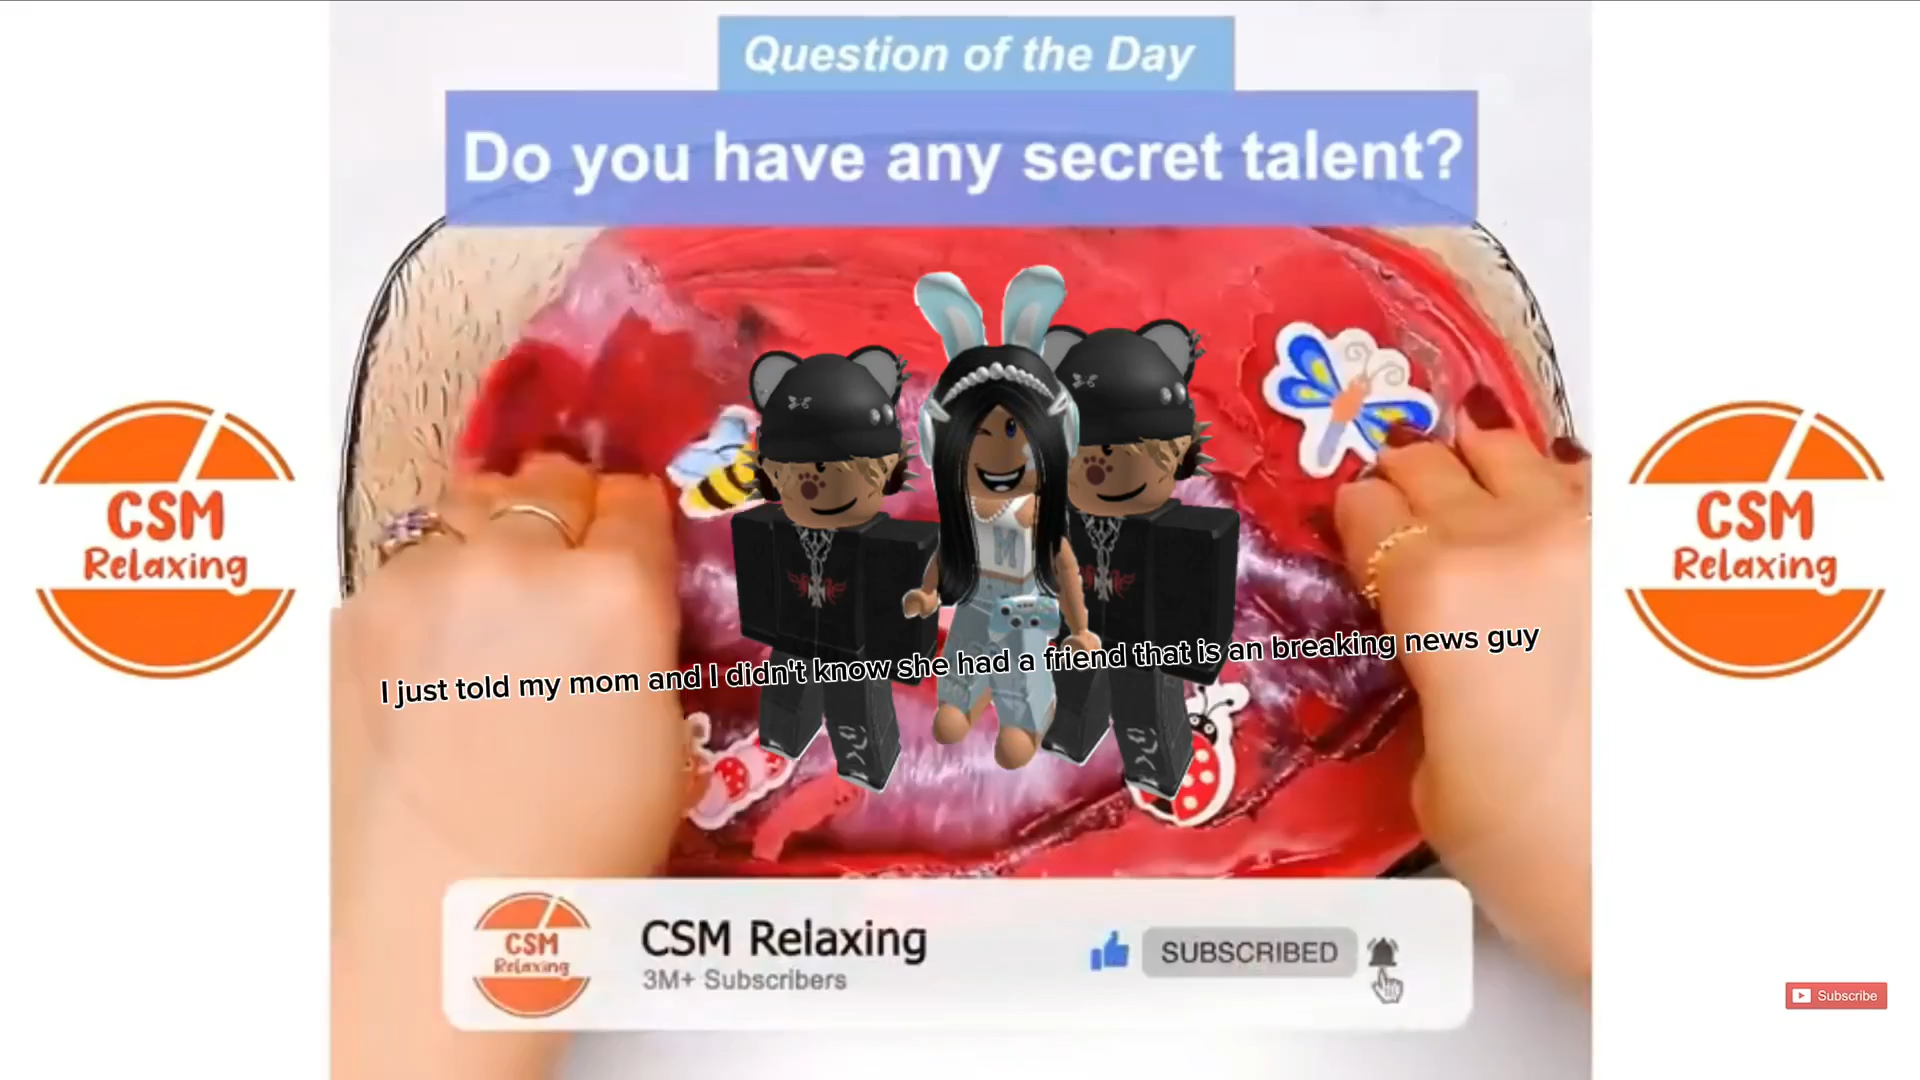 Question of the Day
Do you have any secret talent?
CSM
Relaxing
CSM
Relaxing
M
I just told my mom and I didn't know she had a friend that is an breaking news guy
CSM
Relaxing
CSM Relaxing
3M+ Subscribers
SUBSCRIBED
Subscribe